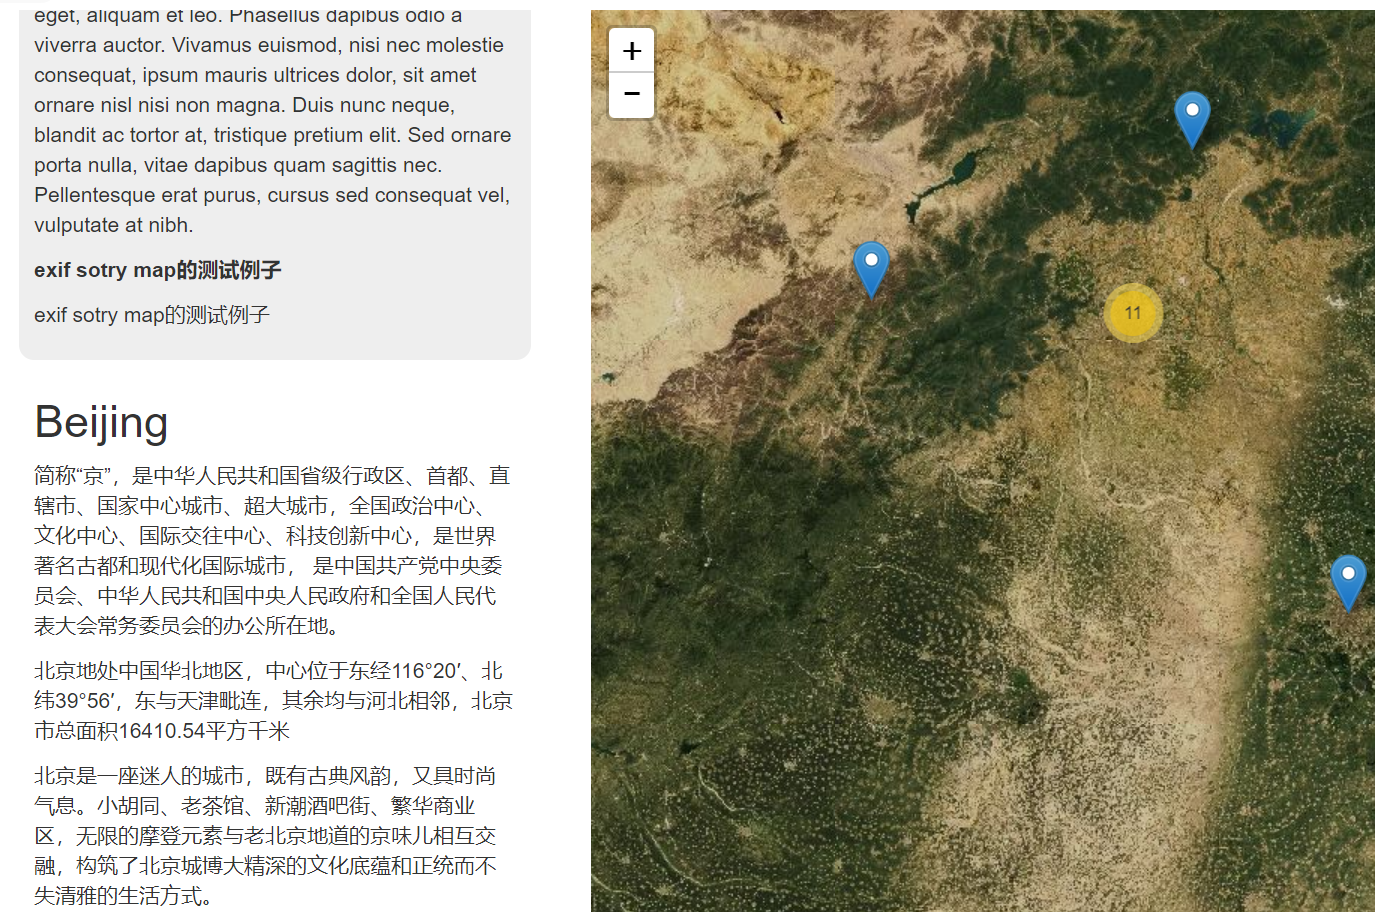 eget, aliquam et leo. Phasellus dapibus odio a
viverra auctor. Vivamus euismod, nisi nec molestie
consequat, ipsum mauris ultrices dolor, sit amet
ornare nisl nisi non magna. Duis nunc neque,
blandit ac tortor at, tristique pretium elit. Sed ornare
porta nulla, vitae dapibus quam sagittis nec.
Pellentesque erat purus, cursus sed consequat vel,
vulputate at nibh.
exif sotry map的测试例子
exif sotry map的测试例子
Beijing
简称“京”，是中华人民共和国省级行政区、首都、直
辖市、国家中心城市、超大城市，全国政治中心、
文化中心、国际交往中心、科技创新中心，是世界
著名古都和现代化国际城市， 是中国共产党中央委
员会、中华人民共和国中央人民政府和全国人民代
表大会常务委员会的办公所在地。
北京地处中国华北地区，中心位于东经116°20′、北
纬39°56′，东与天津毗连，其余均与河北相邻，北京
市总面积16410.54平方千米
北京是一座迷人的城市，既有古典风韵，又具时尚
气息。小胡同、老茶馆、新潮酒吧街、繁华商业
区，无限的摩登元素与老北京地道的京味儿相互交
融，构筑了北京城博大精深的文化底蕴和正统而不
失清雅的生活方式。
+
−
11